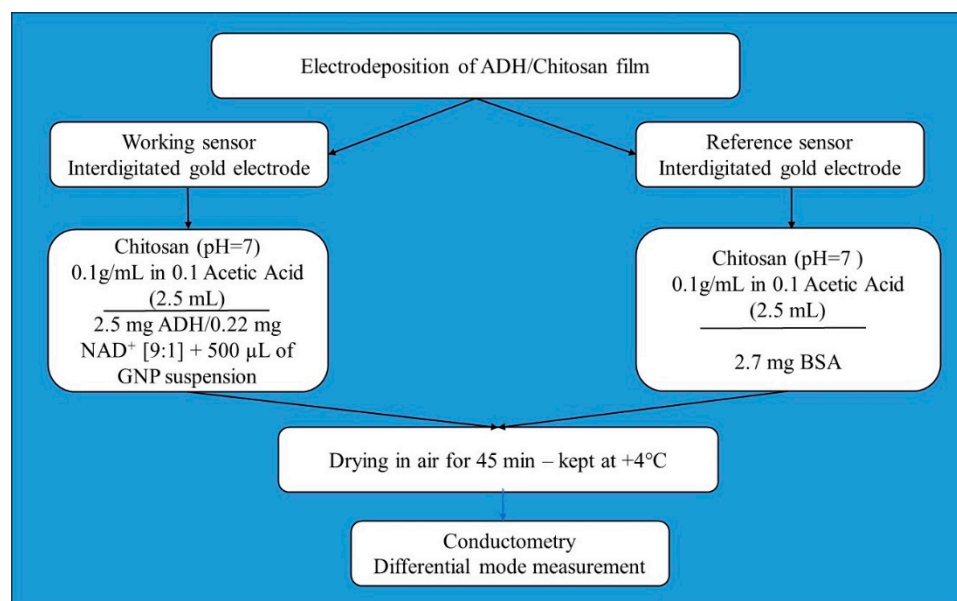 Electrodeposition of ADH/Chitosan film
Working sensor
Interdigitated gold electrode
Reference sensor
Interdigitated gold electrode
Chitosan (pH=7)
0.1g/mL in 0.1 Acetic Acid
(2.5 mL)
2.5 mg ADH/0.22 mg
NAD⁺ [9:1] + 500 µL of
GNP suspension
Chitosan (pH=7 )
0.1g/mL in 0.1 Acetic Acid
(2.5 mL)
2.7 mg BSA
Drying in air for 45 min – kept at +4°C
Conductometry
Differential mode measurement